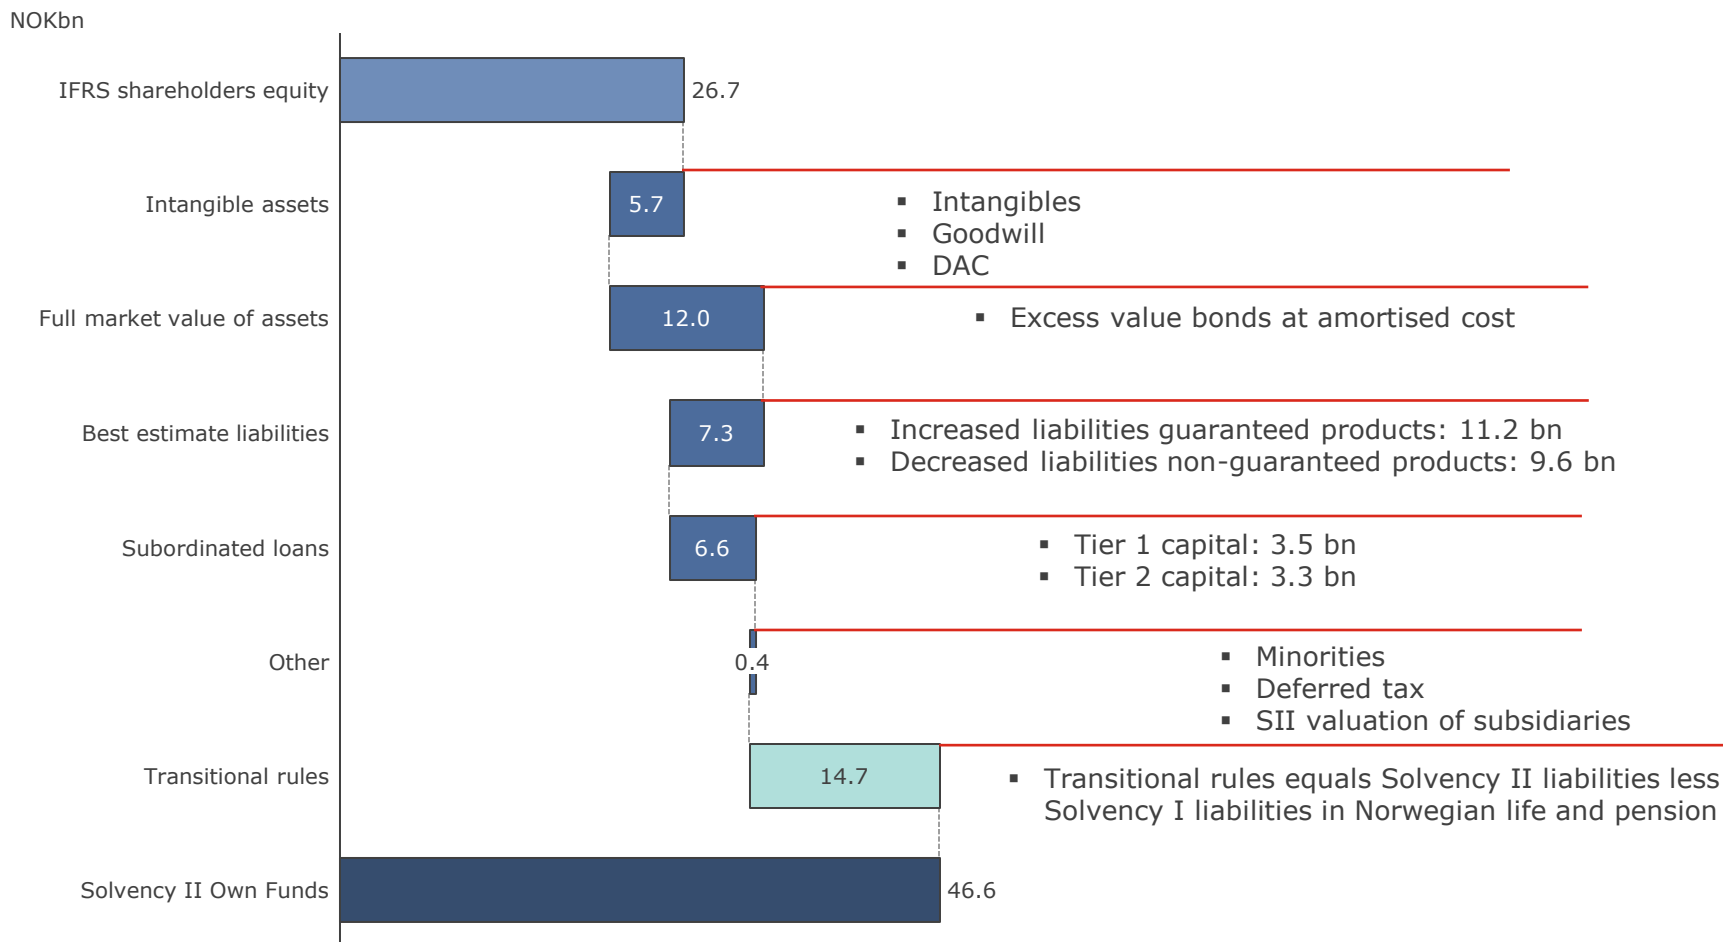 NOKbn
IFRS shareholders equity
26.7
Intangible assets
5.7
▪ Intangibles
▪ Goodwill
▪ DAC
Full market value of assets
12.0
▪ Excess value bonds at amortised cost
Best estimate liabilities
7.3
▪ Increased liabilities guaranteed products: 11.2 bn
▪ Decreased liabilities non-guaranteed products: 9.6 bn
Subordinated loans
6.6
▪ Tier 1 capital: 3.5 bn
▪ Tier 2 capital: 3.3 bn
Other
0.4
▪ Minorities
▪ Deferred tax
▪ SII valuation of subsidiaries
Transitional rules
14.7
▪ Transitional rules equals Solvency II liabilities less
Solvency I liabilities in Norwegian life and pension
Solvency II Own Funds
46.6